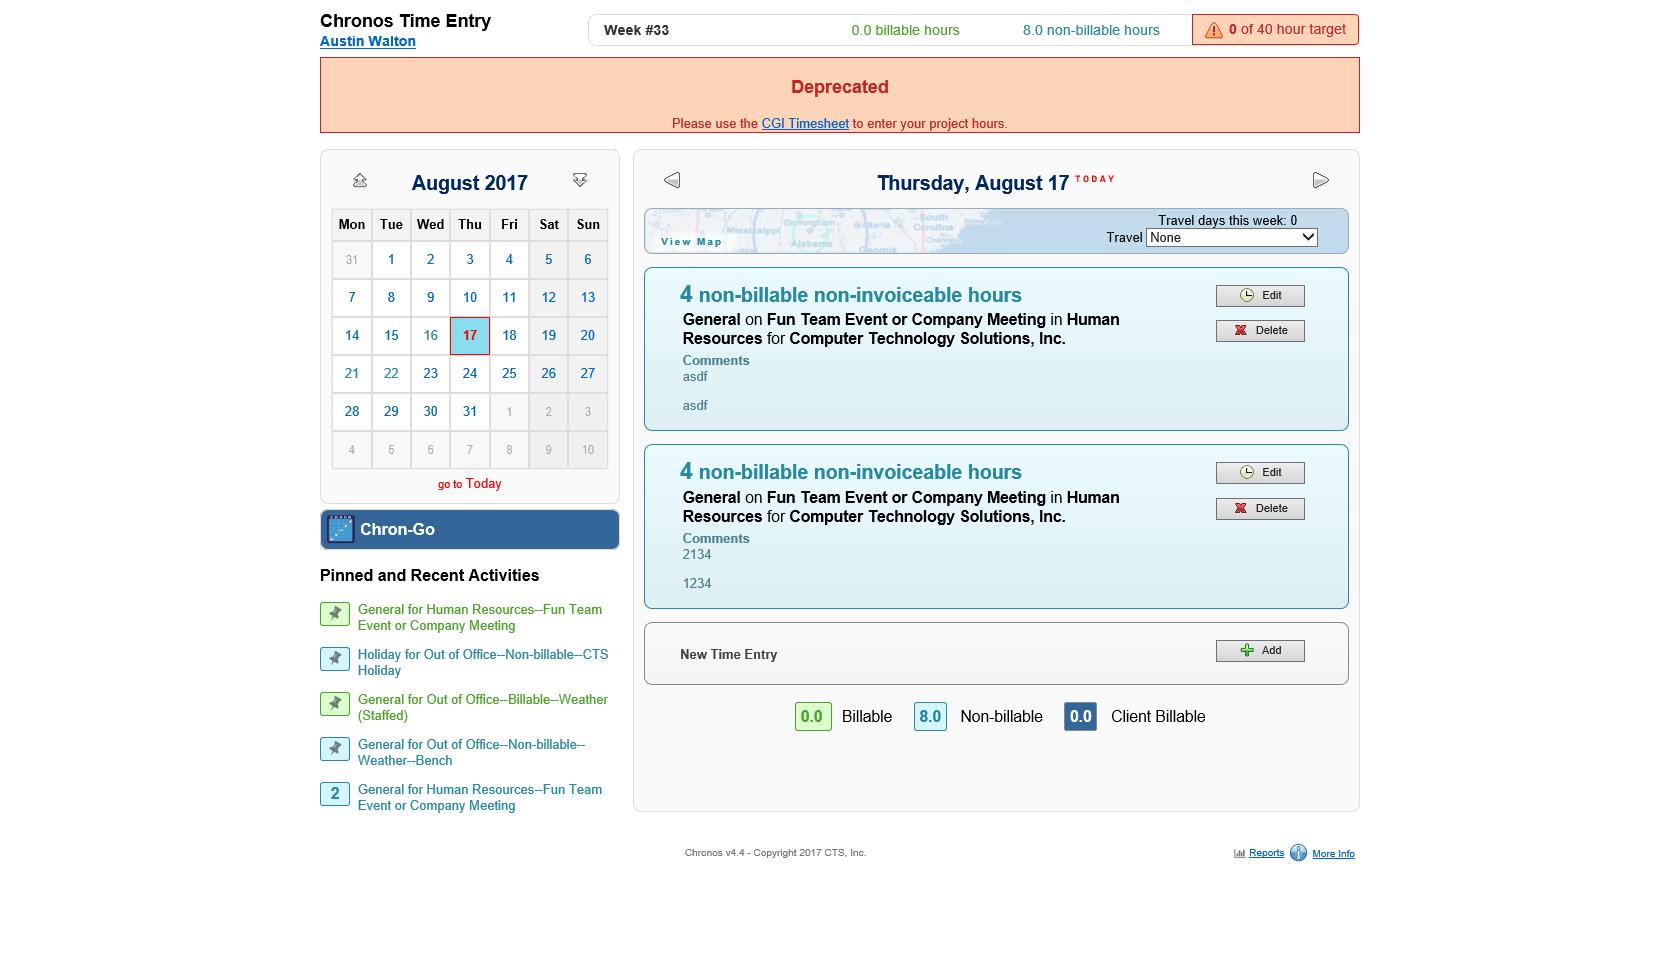 Chronos Time Entry
Austin Walton
Week #33
0.0 billable hours
8.0 non-billable hours
0 of 40 hour target
Deprecated
Please use the CGI Timesheet to enter your project hours.
August 2017
Mon Tue Wed Thu Fri Sat Sun
31 1 2 3 4 5 6
7 8 9 10 11 12 13
14 15 16 17 18 19 20
21 22 23 24 25 26 27
28 29 30 31 1 2 3
4 5 6 7 8 9 10
go to Today
Chron-Go
Pinned and Recent Activities
General for Human Resources--Fun Team
Event or Company Meeting
Holiday for Out of Office--Non-billable--CTS
Holiday
General for Out of Office--Billable--Weather
(Staffed)
General for Out of Office--Non-billable--
Weather--Bench
2
General for Human Resources--Fun Team
Event or Company Meeting
Thursday, August 17 TODAY
Mississippi
Birmingham
Alabama
Atlanta
Georgia
South
Carolina
View Map
Travel days this week: 0
Travel None
4 non-billable non-invoiceable hours
Edit
General on Fun Team Event or Company Meeting in Human
Resources for Computer Technology Solutions, Inc.
Delete
Comments
asdf
asdf
4 non-billable non-invoiceable hours
Edit
General on Fun Team Event or Company Meeting in Human
Resources for Computer Technology Solutions, Inc.
Delete
Comments
2134
1234
New Time Entry
Add
0.0 Billable 8.0 Non-billable 0.0 Client Billable
Chronos v4.4 - Copyright 2017 CTS, Inc.
Reports
More Info